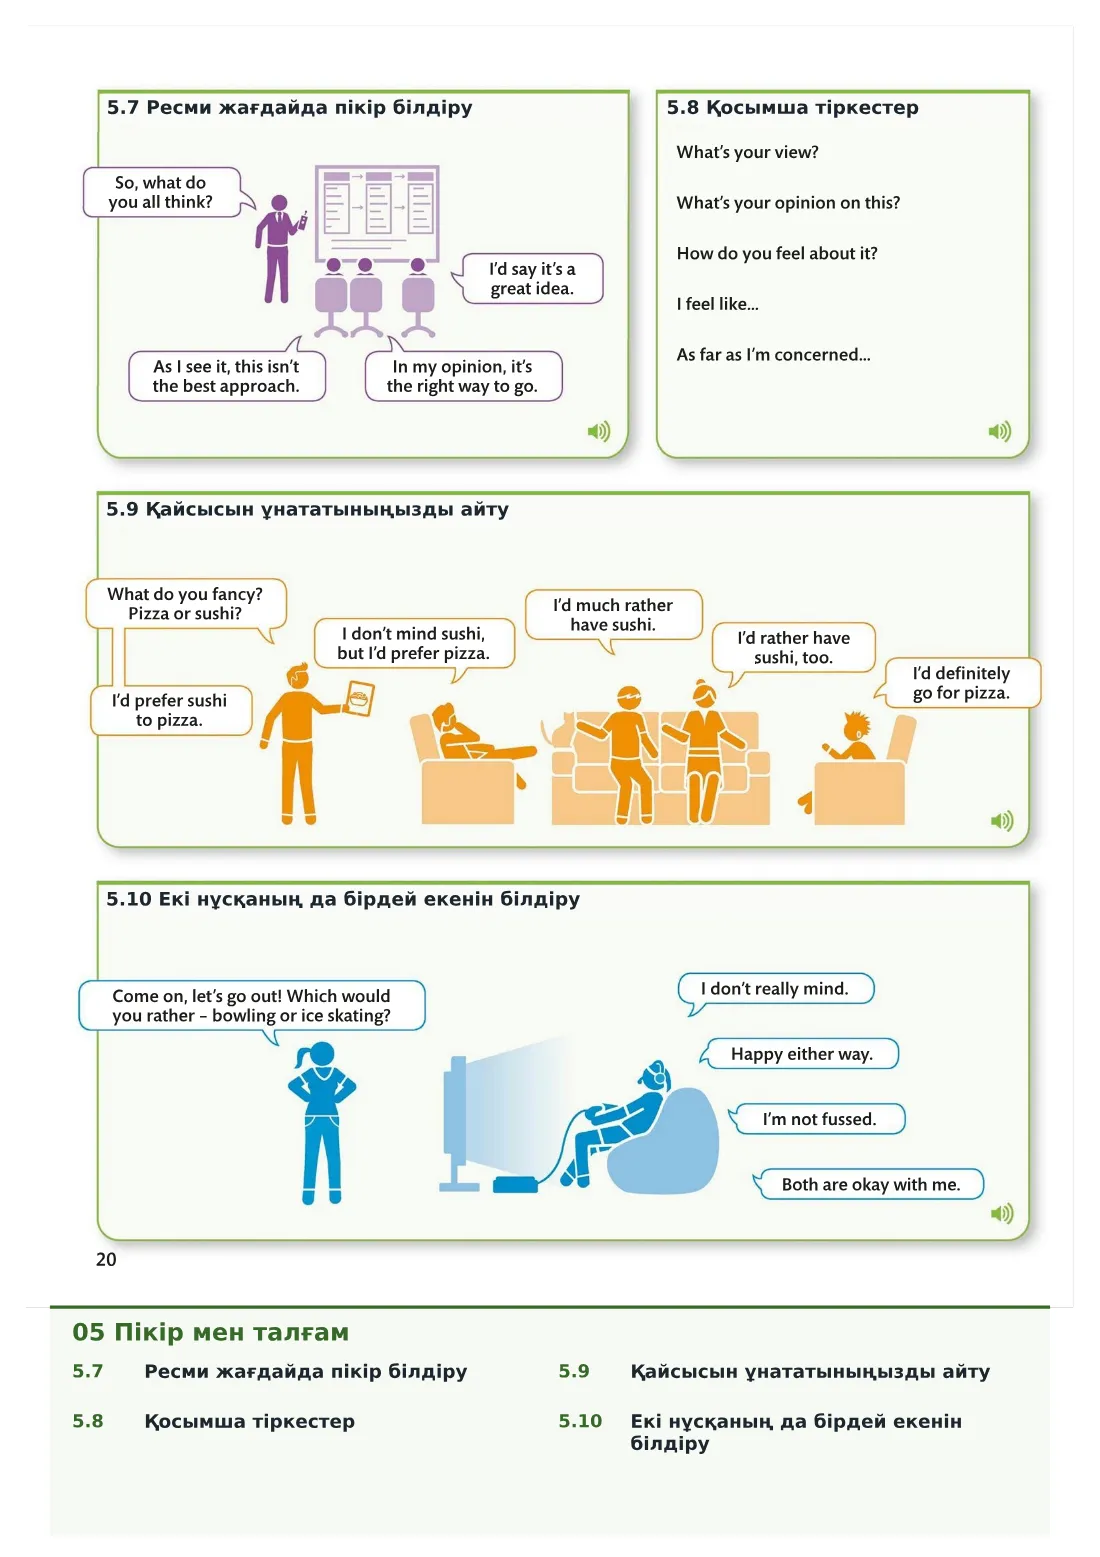 5.7 Ресми жағдайда пікір білдіру
So, what do
you all think?
I'd say it's a
great idea.
As I see it, this isn't
the best approach.
In my opinion, it's
the right way to go.
5.8 Қосымша тіркестер
What's your view?
What's your opinion on this?
How do you feel about it?
I feel like...
As far as I'm concerned...
5.9 Қайсысын ұнататыныңызды айту
What do you fancy?
Pizza or sushi?
I'd prefer sushi
to pizza.
I don't mind sushi,
but I'd prefer pizza.
I'd much rather
have sushi.
I'd rather have
sushi, too.
I'd definitely
go for pizza.
5.10 Екі нұсқаның да бірдей екенін білдіру
Come on, let's go out! Which would
you rather – bowling or ice skating?
I don't really mind.
Happy either way.
I'm not fussed.
Both are okay with me.
20
05 Пікір мен талғам
5.7 Ресми жағдайда пікір білдіру
5.8 Қосымша тіркестер
5.9 Қайсысын ұнататыныңызды айту
5.10 Екі нұсқаның да бірдей екенін
білдіру